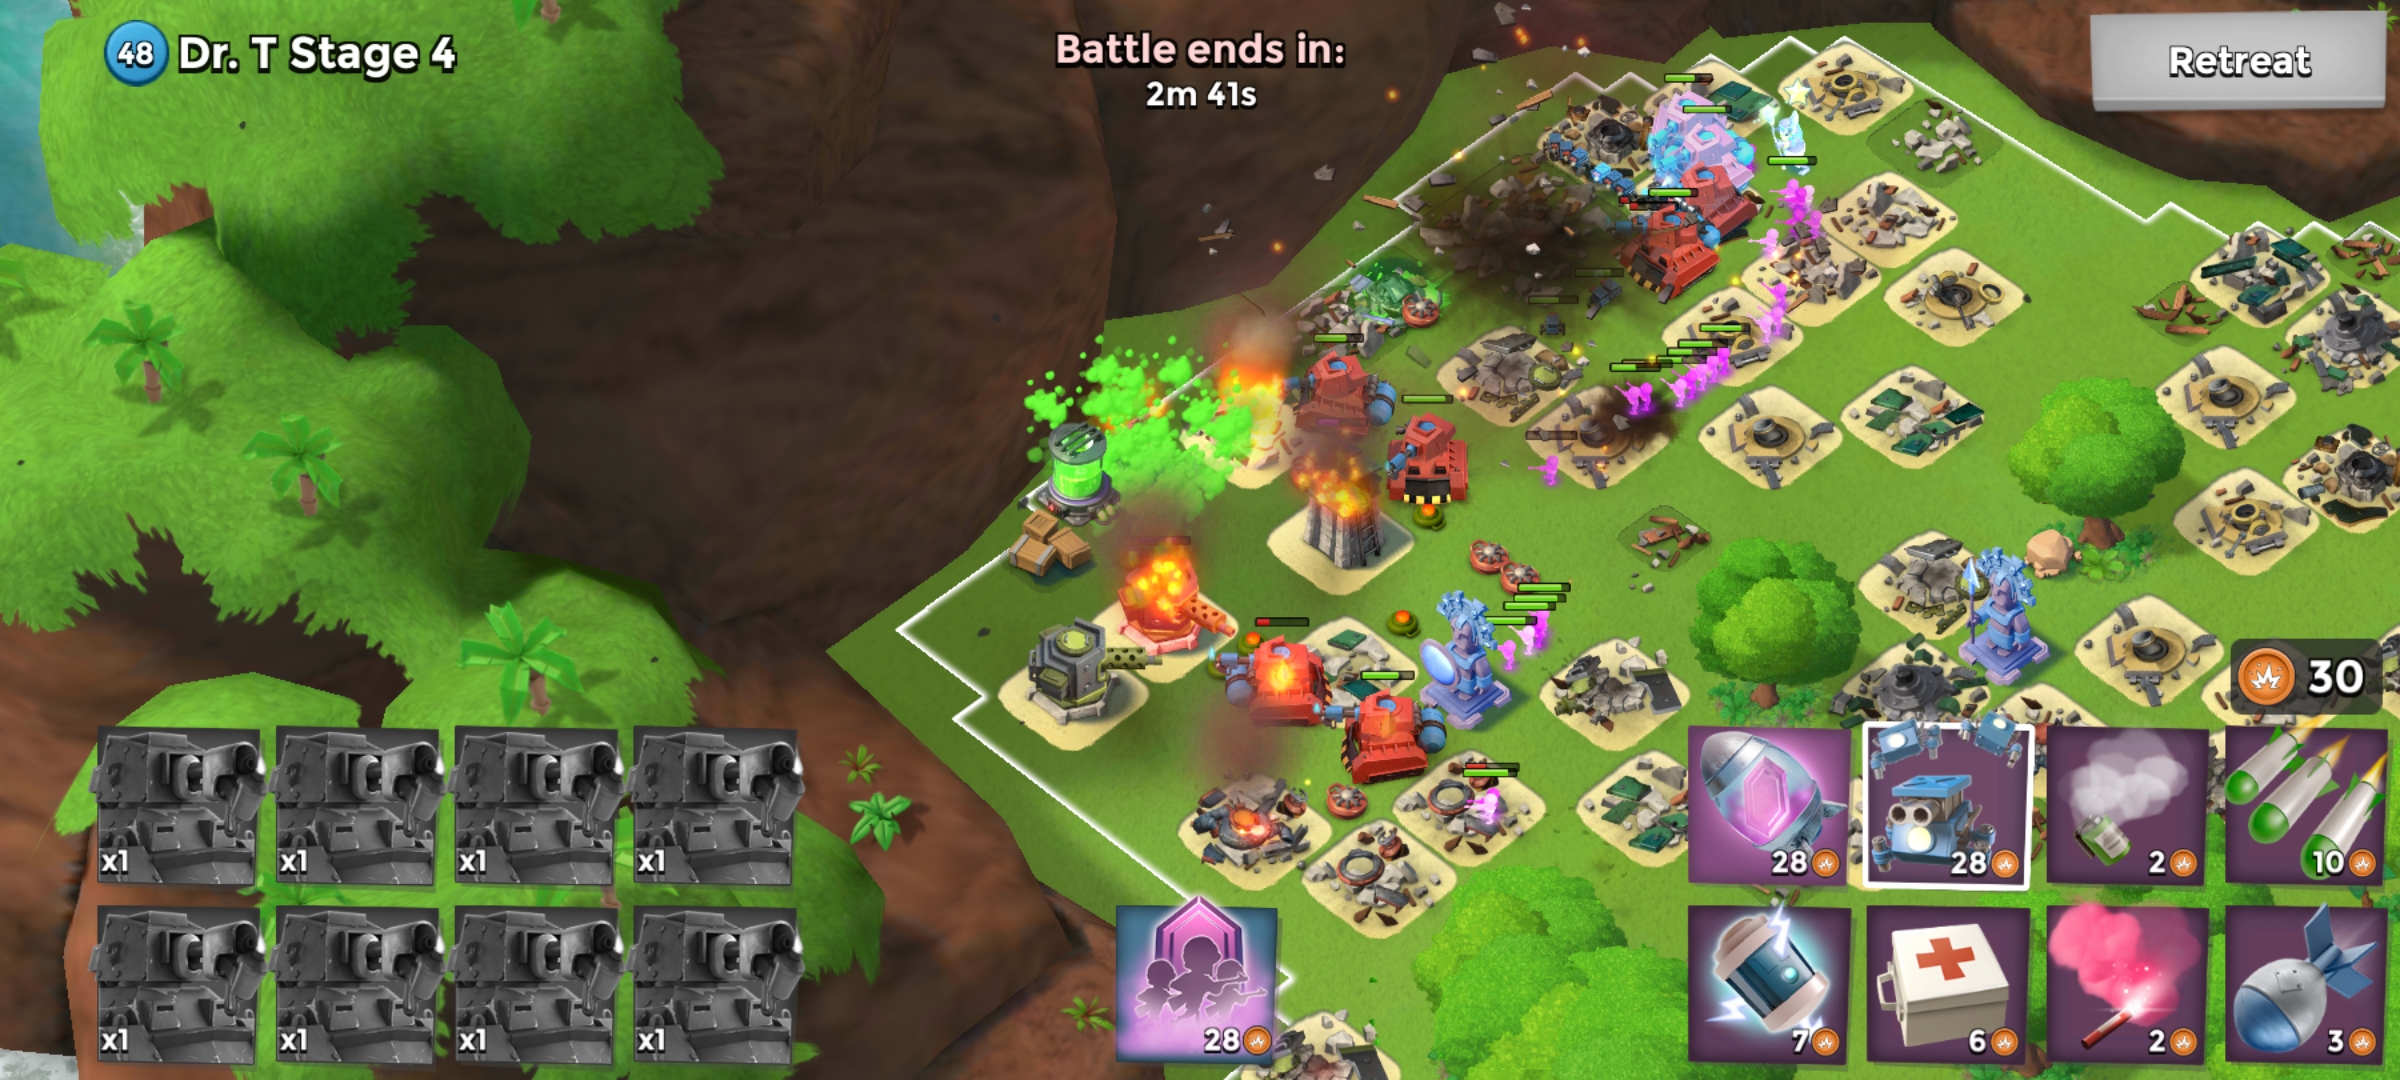 48 Dr. T Stage 4
Battle ends in:
2m 41s
Retreat
30
x1 x1 x1 x1
28 28 2 10
x1 x1 x1 x1
28
7 6 2 3